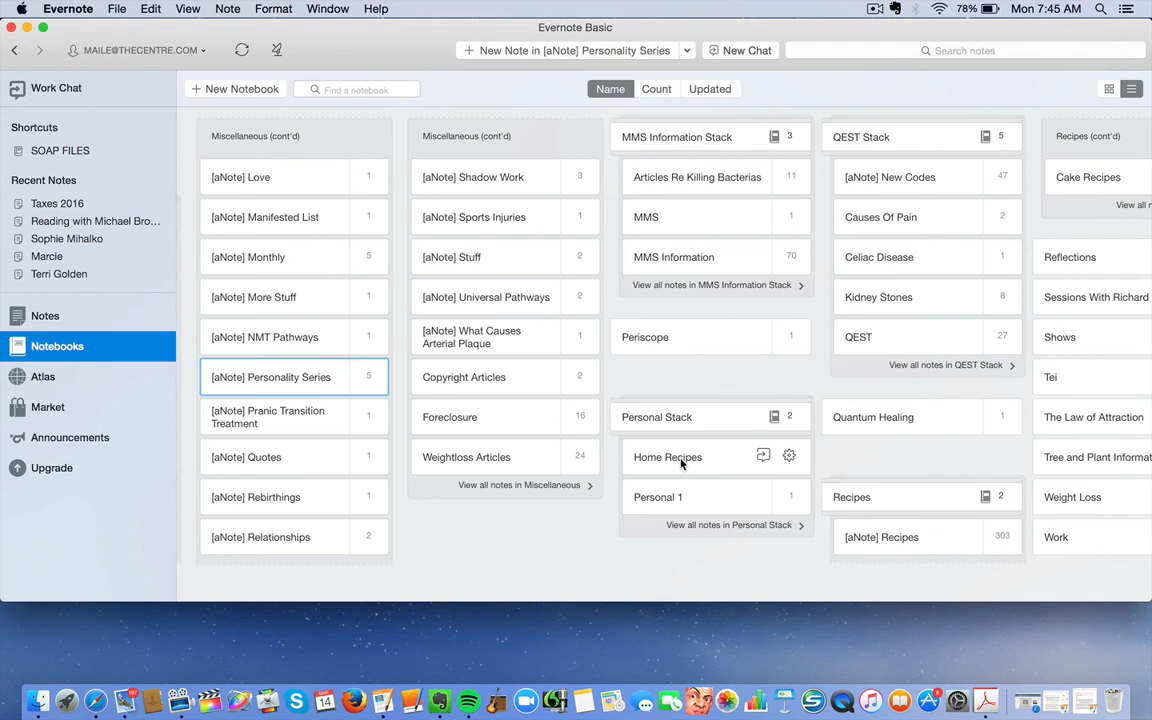 Evernote File Edit View Note Format Window Help 78% Mon 7:45 AM
Evernote Basic
MAILE@THECENTRE.COM + New Note in [aNote] Personality Series New Chat Search notes
Work Chat
Shortcuts
SOAP FILES
Recent Notes
Taxes 2016
Reading with Michael Bro...
Sophie Mihalko
Marcie
Terri Golden
Notes
Notebooks
Atlas
Market
Announcements
Upgrade
+ New Notebook Find a notebook Name Count Updated
Miscellaneous (cont'd)
[aNote] Love 1
[aNote] Manifested List 1
[aNote] Monthly 5
[aNote] More Stuff 1
[aNote] NMT Pathways 1
[aNote] Personality Series 5
[aNote] Pranic Transition
Treatment 1
[aNote] Quotes 1
[aNote] Rebirthings 1
[aNote] Relationships 2
Miscellaneous (cont'd)
[aNote] Shadow Work 3
[aNote] Sports Injuries 1
[aNote] Stuff 2
[aNote] Universal Pathways 2
[aNote] What Causes
Arterial Plaque 1
Copyright Articles 2
Foreclosure 16
Weightloss Articles 24
View all notes in Miscellaneous
MMS Information Stack 3
Articles Re Killing Bacterias 11
MMS 1
MMS Information 70
View all notes in MMS Information Stack
Periscope 1
Personal Stack 2
Home Recipes
Personal 1 1
View all notes in Personal Stack
QEST Stack 5
[aNote] New Codes 47
Causes Of Pain 2
Celiac Disease 1
Kidney Stones 8
QEST 27
View all notes in QEST Stack
Quantum Healing 1
Recipes 2
[aNote] Recipes 303
Recipes (cont'd)
Cake Recipes
View all n
Reflections
Sessions With Richard
Shows
Tei
The Law of Attraction
Tree and Plant Informat
Weight Loss
Work